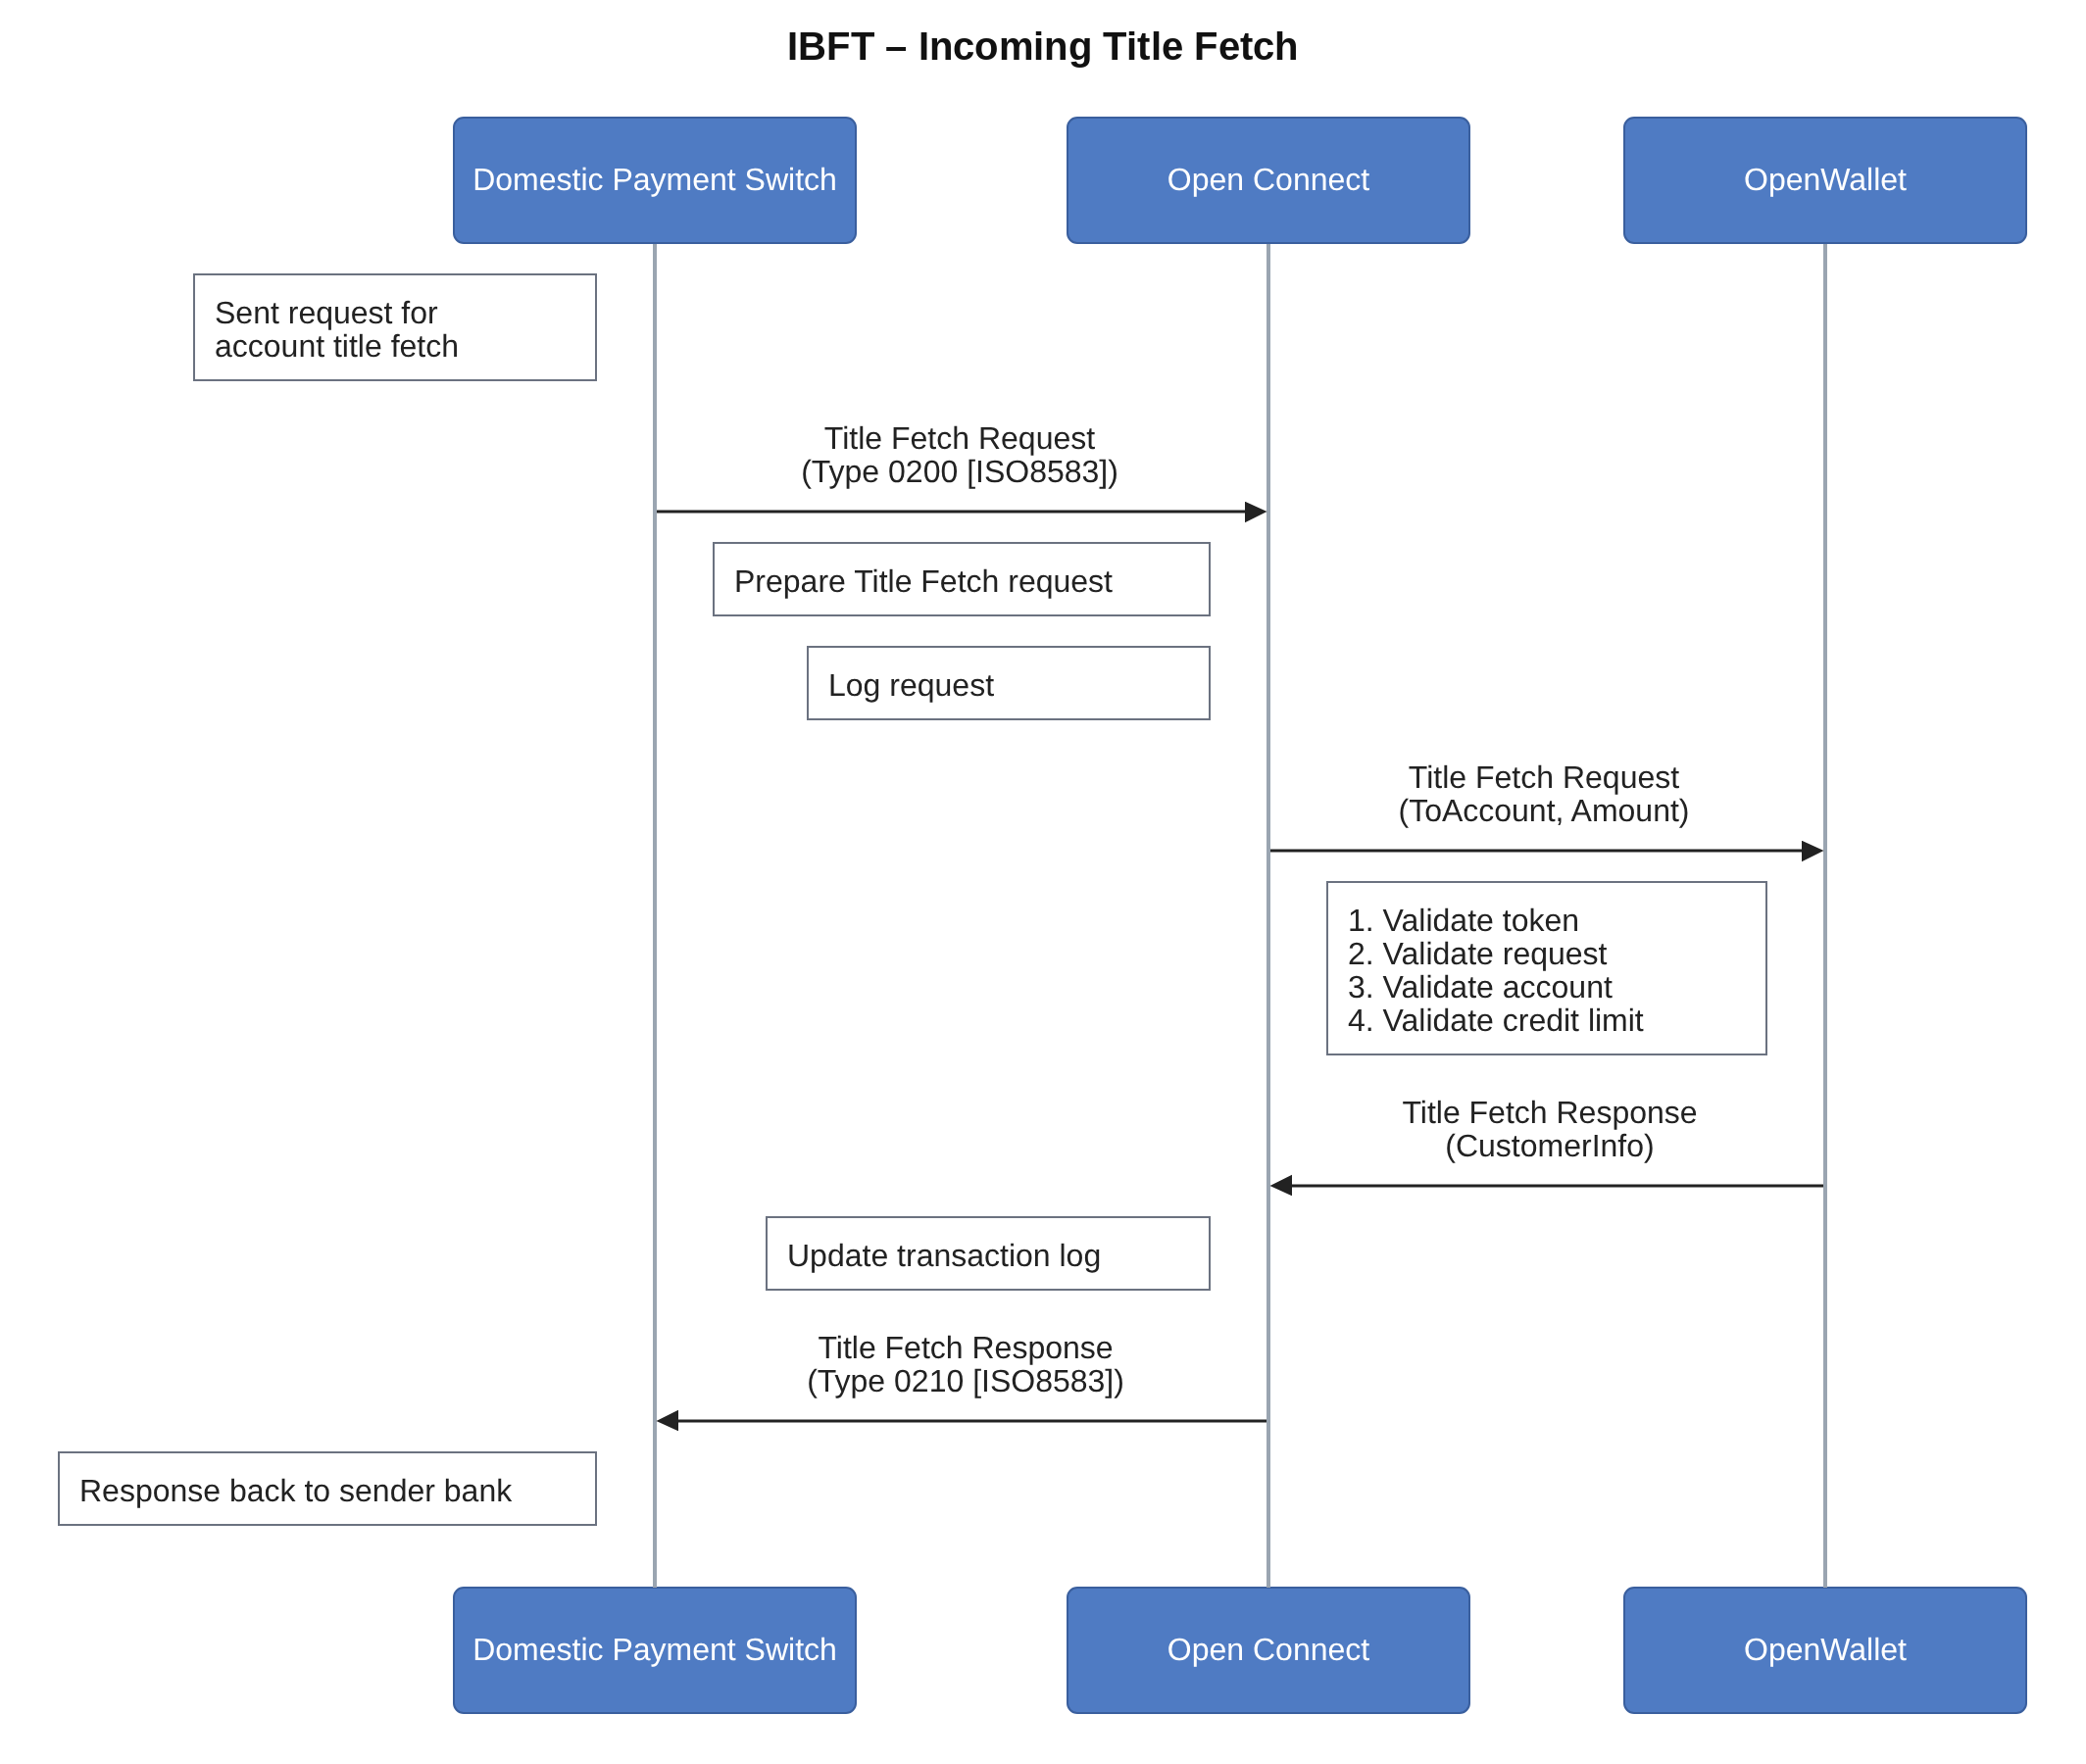 IBFT – Incoming Title Fetch
Domestic Payment Switch
Open Connect
OpenWallet
Sent request for
account title fetch
Title Fetch Request
(Type 0200 [ISO8583])
Prepare Title Fetch request
Log request
Title Fetch Request
(ToAccount, Amount)
1. Validate token
2. Validate request
3. Validate account
4. Validate credit limit
Title Fetch Response
(CustomerInfo)
Update transaction log
Title Fetch Response
(Type 0210 [ISO8583])
Response back to sender bank
Domestic Payment Switch
Open Connect
OpenWallet